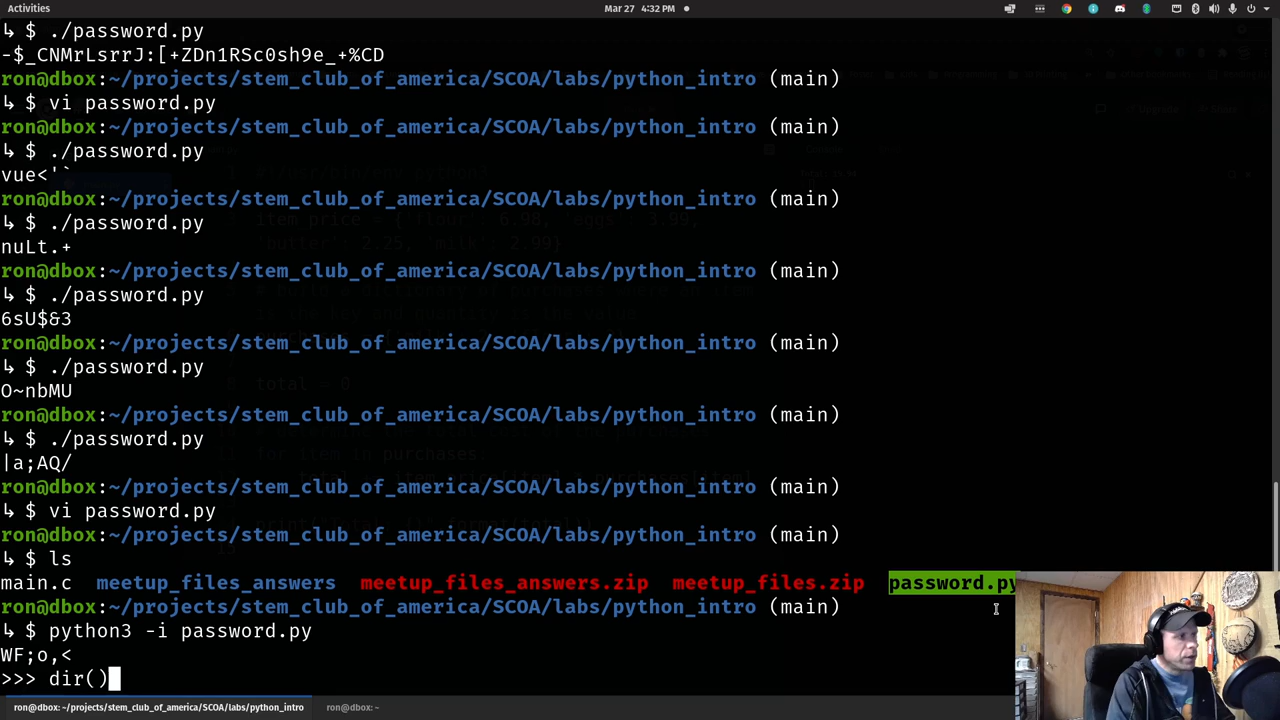 Activities
Mar 27 4:32 PM
↳ $ ./password.py
-$_CNMrLsrrJ:[+ZDn1RSc0sh9e_+%CD
ron@dbox:~/projects/stem_club_of_america/SCOA/labs/python_intro (main)
↳ $ vi password.py
ron@dbox:~/projects/stem_club_of_america/SCOA/labs/python_intro (main)
↳ $ ./password.py
vue<'`
ron@dbox:~/projects/stem_club_of_america/SCOA/labs/python_intro (main)
↳ $ ./password.py
nuLt.+
ron@dbox:~/projects/stem_club_of_america/SCOA/labs/python_intro (main)
↳ $ ./password.py
6sU$&3
ron@dbox:~/projects/stem_club_of_america/SCOA/labs/python_intro (main)
↳ $ ./password.py
O~nbMU
ron@dbox:~/projects/stem_club_of_america/SCOA/labs/python_intro (main)
↳ $ ./password.py
|a;AQ/
ron@dbox:~/projects/stem_club_of_america/SCOA/labs/python_intro (main)
↳ $ vi password.py
ron@dbox:~/projects/stem_club_of_america/SCOA/labs/python_intro (main)
↳ $ ls
main.c meetup_files_answers meetup_files_answers.zip meetup_files.zip password.py
ron@dbox:~/projects/stem_club_of_america/SCOA/labs/python_intro (main)
↳ $ python3 -i password.py
WF;o,<
>>> dir()
ron@dbox: ~/projects/stem_club_of_america/SCOA/labs/python_intro
ron@dbox: ~